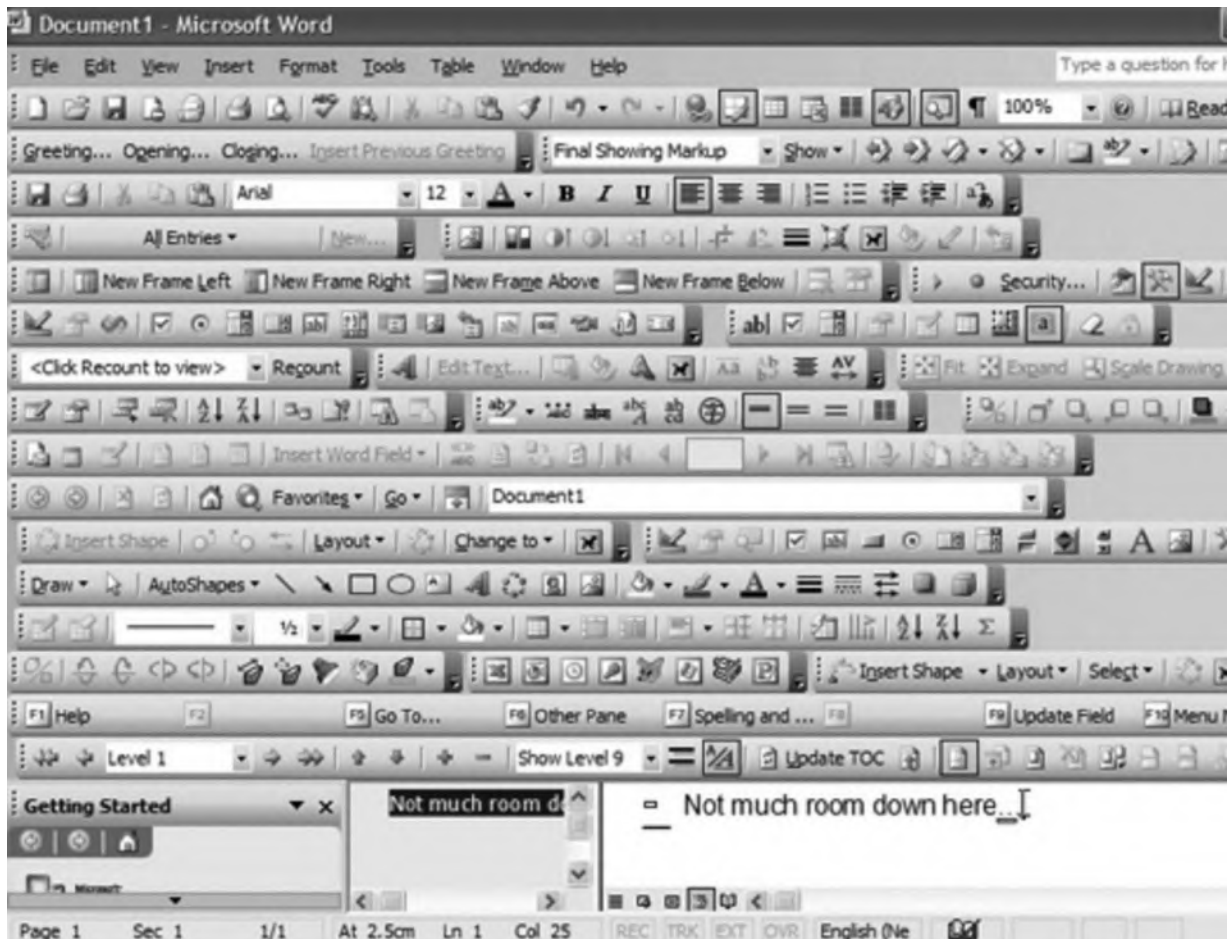 Document1 - Microsoft Word
File Edit View Insert Format Tools Table Window Help Type a question for h
100% Read
Greeting... Opening... Closing... Insert Previous Greeting Final Showing Markup Show
Arial 12 A B I U
All Entries New...
New Frame Left New Frame Right New Frame Above New Frame Below Security...
abl
<Click Recount to view> Recount Edit Text... Fit Expand Scale Drawing
Insert Word Field
Favorites Go Document1
Insert Shape Layout Change to
Draw AutoShapes
½
Insert Shape Layout Select
F1 Help F2 F5 Go To... F6 Other Pane F7 Spelling and ... F8 F9 Update Field F10 Menu
Level 1 Show Level 9 Update TOC
Getting Started Not much room d Not much room down here...
Microsoft
Page 1 Sec 1 1/1 At 2.5cm Ln 1 Col 25 REC TRK EXT OVR English (Ne